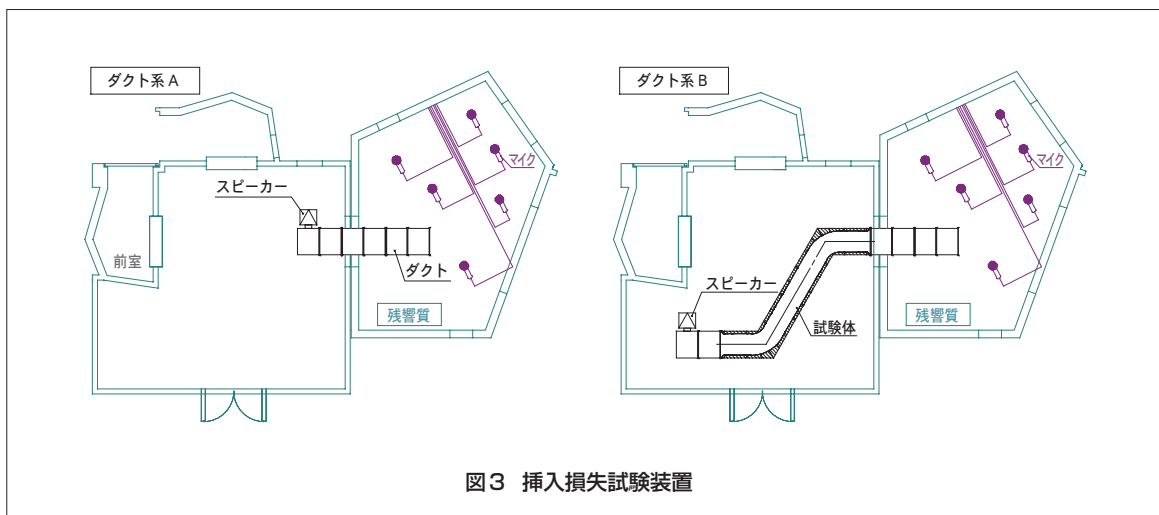 ダクト系 A
スピーカー
マイク
前室
ダクト
残響質
ダクト系 B
マイク
スピーカー
試験体
残響質
図3 挿入損失試験装置